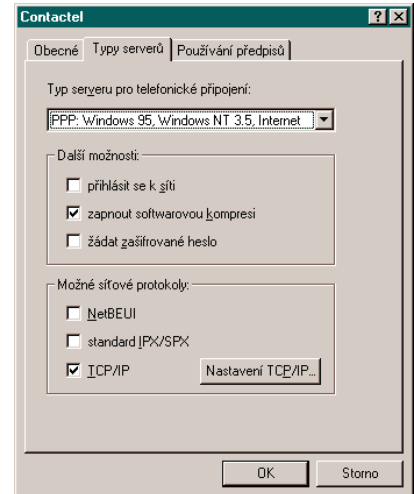 Contactel
Obecné Typy serverů Používání předpisů
Typ serveru pro telefonické připojení:
PPP: Windows 95, Windows NT 3.5, Internet
Další možnosti:
přihlásit se k síti
zapnout softwarovou kompresi
žádat zašifrované heslo
Možné síťové protokoly:
NetBEUI
standard IPX/SPX
TCP/IP Nastavení TCP/IP...
OK Storno